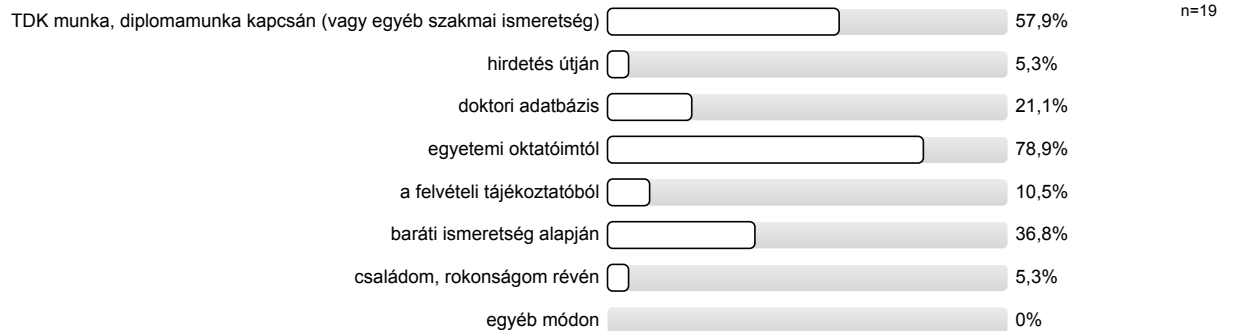 TDK munka, diplomamunka kapcsán (vagy egyéb szakmai ismeretség) 57,9% n=19
hirdetés útján 5,3%
doktori adatbázis 21,1%
egyetemi oktatóimtól 78,9%
a felvételi tájékoztatóból 10,5%
baráti ismeretség alapján 36,8%
családom, rokonságom révén 5,3%
egyéb módon 0%